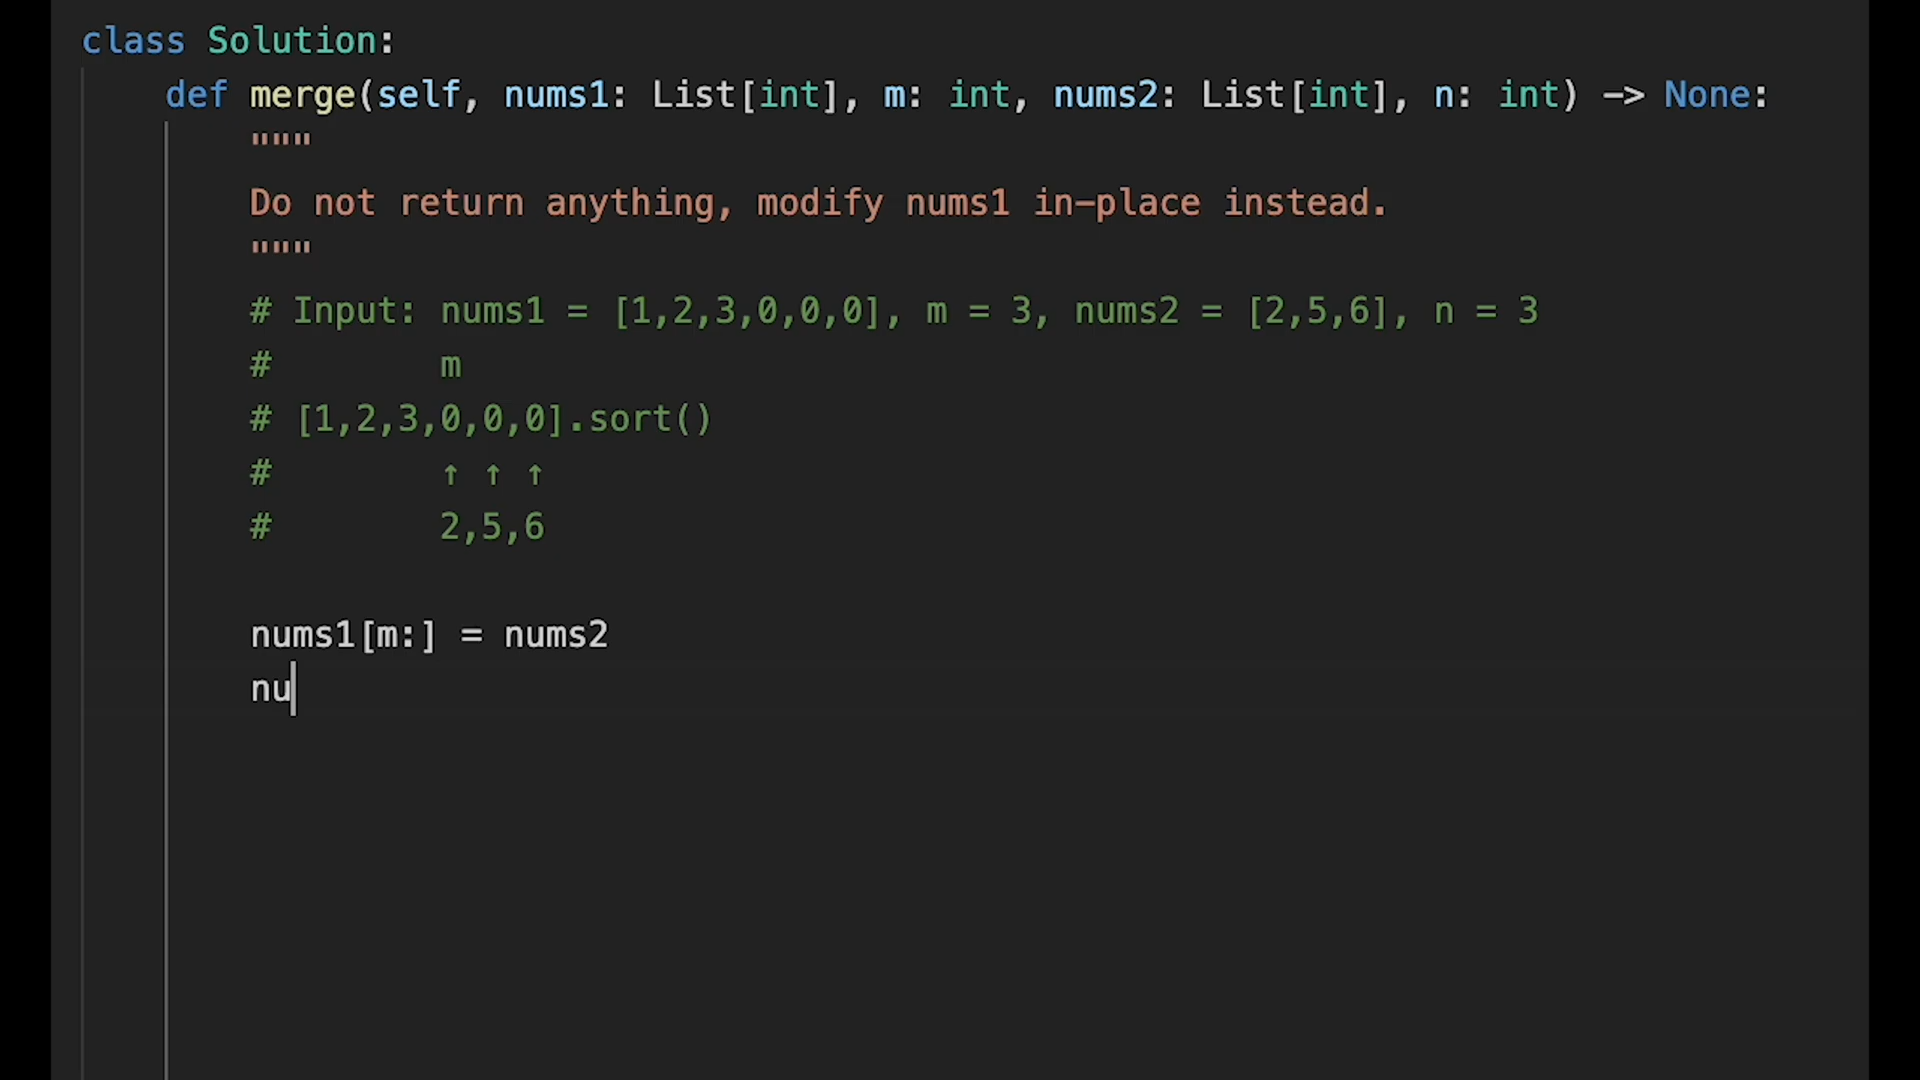 class Solution:
def merge(self, nums1: List[int], m: int, nums2: List[int], n: int) -> None:
"""
Do not return anything, modify nums1 in-place instead.
"""
# Input: nums1 = [1,2,3,0,0,0], m = 3, nums2 = [2,5,6], n = 3
#        m
# [1,2,3,0,0,0].sort()
#        ↑ ↑ ↑
#        2,5,6
nums1[m:] = nums2
nu